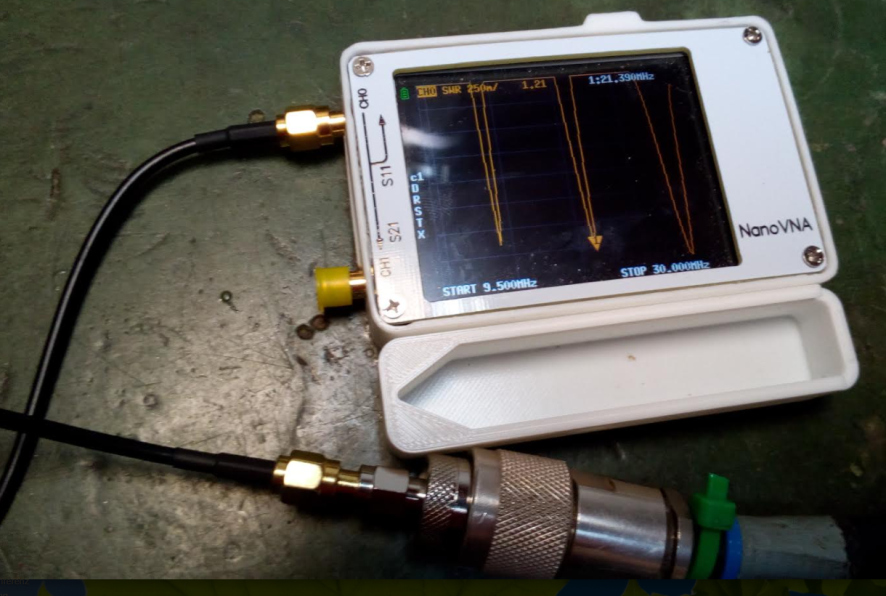 CH0 SWR 250m/ 1.21 1:21.390MHz
CH0
S11
S21
CH1
c1
D
R
S
T
X
START 9.500MHz
STOP 30.000MHz
NanoVNA